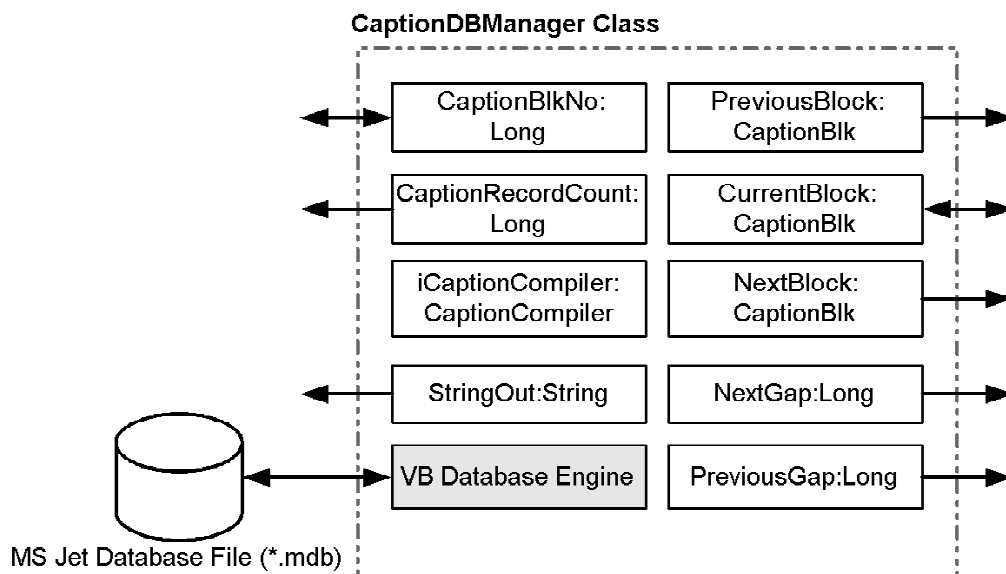 CaptionDBManager Class
CaptionBlkNo:
Long
PreviousBlock:
CaptionBlk
CaptionRecordCount:
Long
CurrentBlock:
CaptionBlk
iCaptionCompiler:
CaptionCompiler
NextBlock:
CaptionBlk
StringOut:String
NextGap:Long
VB Database Engine
PreviousGap:Long
MS Jet Database File (*.mdb)